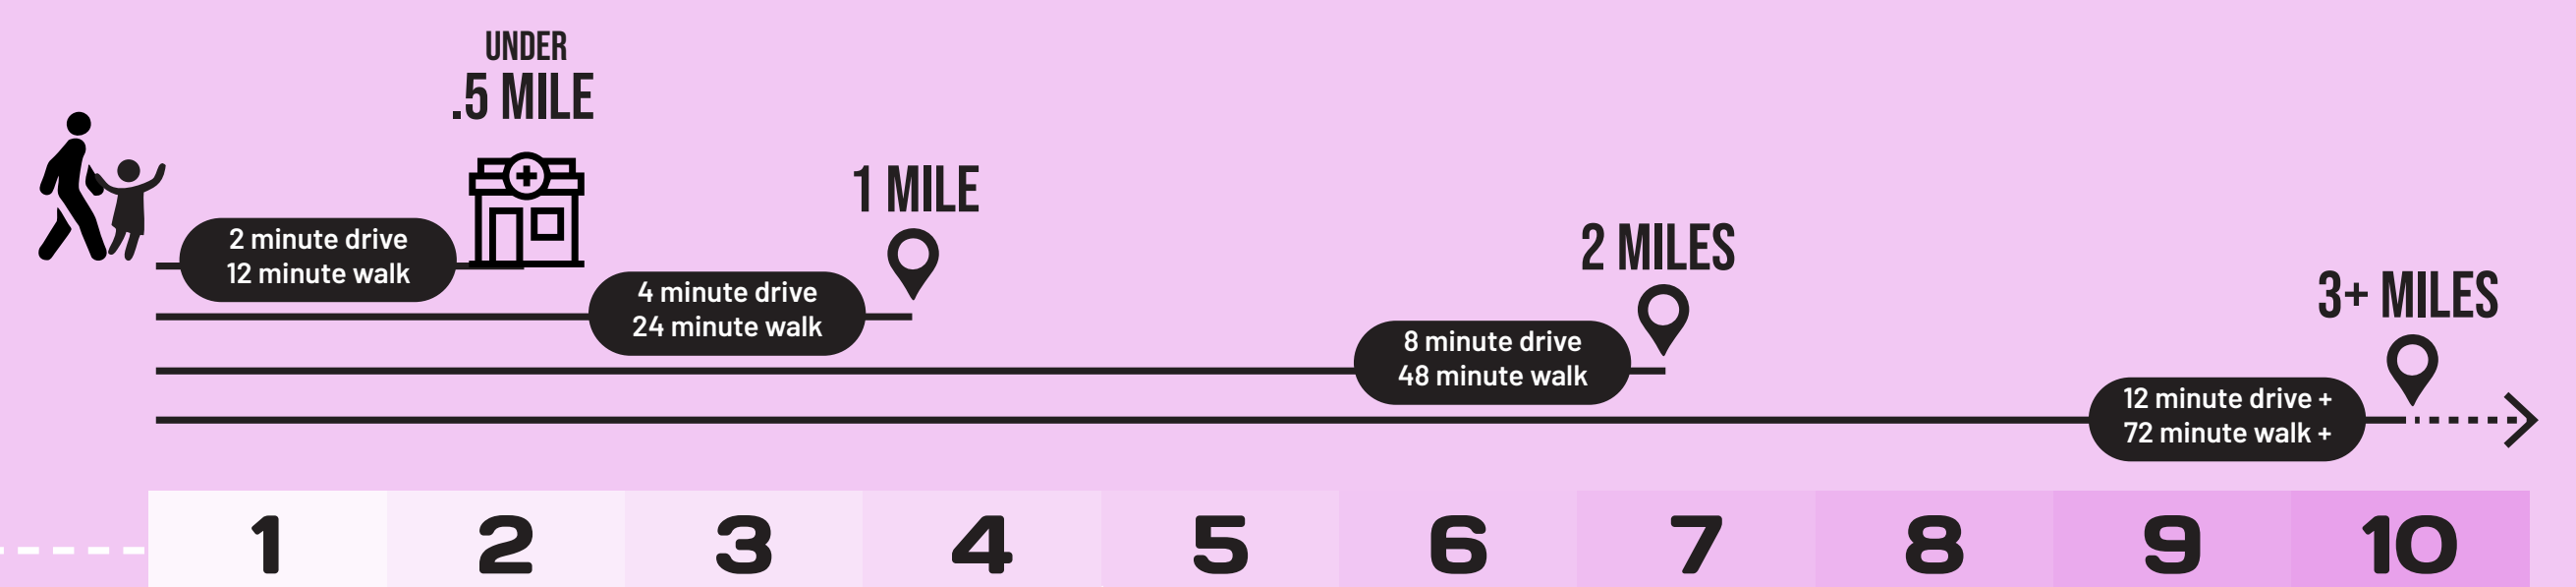 UNDER
.5 MILE
2 minute drive
12 minute walk
1 MILE
4 minute drive
24 minute walk
2 MILES
8 minute drive
48 minute walk
3+ MILES
12 minute drive +
72 minute walk +
1 2 3 4 5 6 7 8 9 10